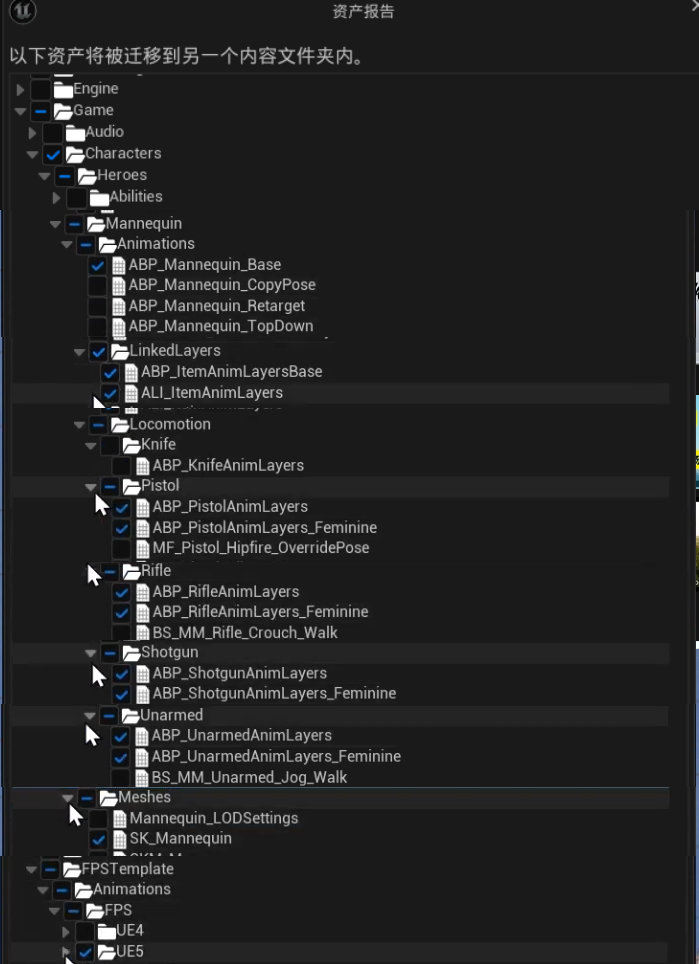 资产报告
以下资产将被迁移到另一个内容文件夹内。
Engine
Game
Audio
Characters
Heroes
Abilities
Mannequin
Animations
ABP_Mannequin_Base
ABP_Mannequin_CopyPose
ABP_Mannequin_Retarget
ABP_Mannequin_TopDown
LinkedLayers
ABP_ItemAnimLayersBase
ALI_ItemAnimLayers
Locomotion
Knife
ABP_KnifeAnimLayers
Pistol
ABP_PistolAnimLayers
ABP_PistolAnimLayers_Feminine
MF_Pistol_Hipfire_OverridePose
Rifle
ABP_RifleAnimLayers
ABP_RifleAnimLayers_Feminine
BS_MM_Rifle_Crouch_Walk
Shotgun
ABP_ShotgunAnimLayers
ABP_ShotgunAnimLayers_Feminine
Unarmed
ABP_UnarmedAnimLayers
ABP_UnarmedAnimLayers_Feminine
BS_MM_Unarmed_Jog_Walk
Meshes
Mannequin_LODSettings
SK_Mannequin
FPSTemplate
Animations
FPS
UE4
UE5